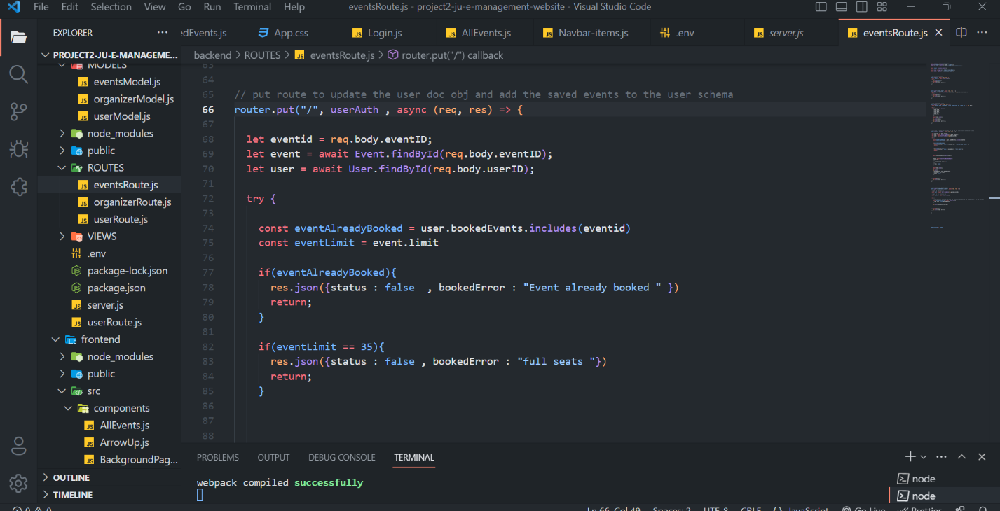 File Edit Selection View Go Run Terminal Help eventsRoute.js - project2-ju-e-management-website - Visual Studio Code
EXPLORER
edEvents.js App.css Login.js AllEvents.js Navbar-items.js .env server.js eventsRoute.js
PROJECT2-JU-E-MANAGEME...
MODELS
eventsModel.js
organizerModel.js
userModel.js
node_modules
public
ROUTES
eventsRoute.js
organizerRoute.js
userRoute.js
VIEWS
.env
package-lock.json
package.json
server.js
userRoute.js
frontend
node_modules
public
src
components
AllEvents.js
ArrowUp.js
BackgroundPag...
OUTLINE
TIMELINE
backend > ROUTES > eventsRoute.js > router.put("/") callback
63
64
65 // put route to update the user doc obj and add the saved events to the user schema
66 router.put("/", userAuth , async (req, res) => {
67
68 let eventid = req.body.eventID;
69 let event = await Event.findById(req.body.eventID);
70 let user = await User.findById(req.body.userID);
71
72 try {
73
74 const eventAlreadyBooked = user.bookedEvents.includes(eventid)
75 const eventLimit = event.limit
76
77 if(eventAlreadyBooked){
78 res.json({status : false  , bookedError : "Event already booked " })
79 return;
80 }
81
82 if(eventLimit == 35){
83 res.json({status : false , bookedError : "full seats "})
84 return;
85 }
86
87
88
PROBLEMS OUTPUT DEBUG CONSOLE TERMINAL
webpack compiled successfully
node
node
0 0 Ln 66, Col 49 Spaces: 2 UTF-8 CRLF {} JavaScript Go Live Prettier